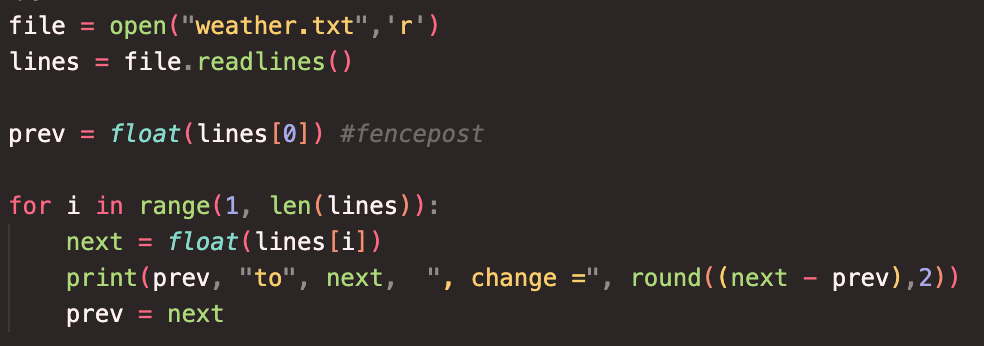 file = open("weather.txt",'r')
lines = file.readlines()

prev = float(lines[0]) #fencepost

for i in range(1, len(lines)):
    next = float(lines[i])
    print(prev, "to", next,  ", change =", round((next - prev),2))
    prev = next